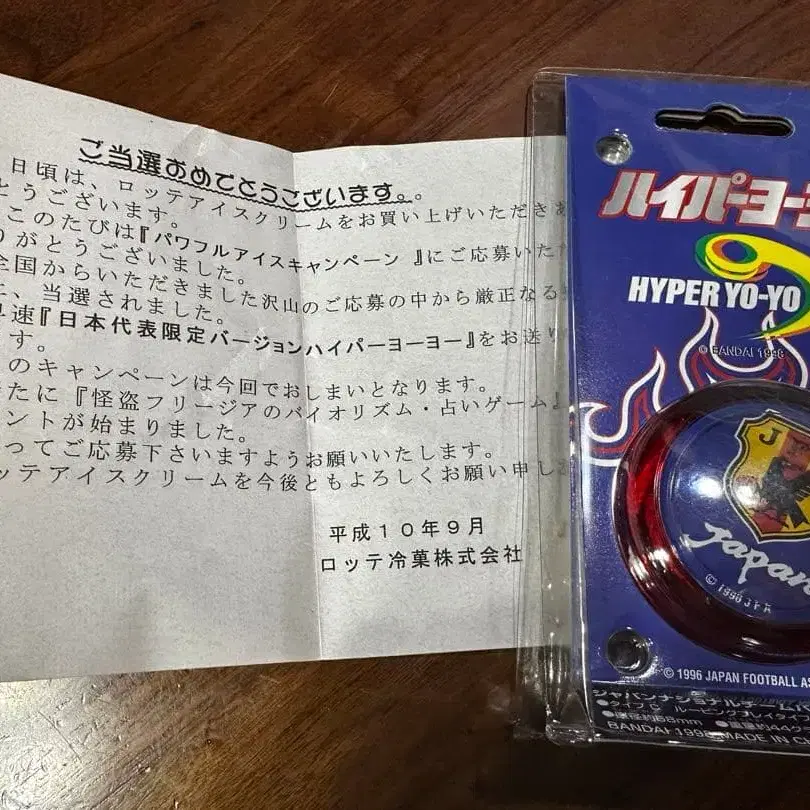 ご当選おめでとうございます。。
日頃は、ロッテアイスクリームをお買い上げいただきあ
とうございます。
このたびは『パワフルアイスキャンペーン 』にご応募いただ
りがとうございました。
全国からいただきました沢山のご応募の中から厳正なる
、当選されました。
速『日本代表限定バージョンハイパーヨーヨー』をお送り
す。
のキャンペーンは今回でおしまいとなります。
たに『怪盗フリージアのバイオリズム・占いゲーム』
ントが始まりました。
ってご応募下さいますようお願いいたします。
ッテアイスクリームを今後ともよろしくお願い申し
平成10年9月
ロッテ冷菓株式会社
ハイパーヨー
HYPER YO-YO
© BANDAI 1998
J
Japan
© 1996 J F A
© 1996 JAPAN FOOTBALL AS
ジャパンナショナルチ
BANDAI 1998 MADE IN